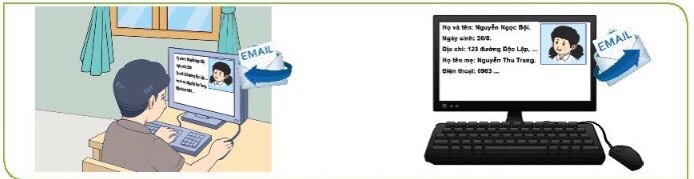 EMAIL
Họ và tên: Nguyễn Ngọc Bội.
Ngày sinh: 26/8.
Địa chỉ: 123 đường Độc Lập, ...
Họ tên mẹ: Nguyễn Thu Trang.
Điện thoại: 0963 ...
EMAIL